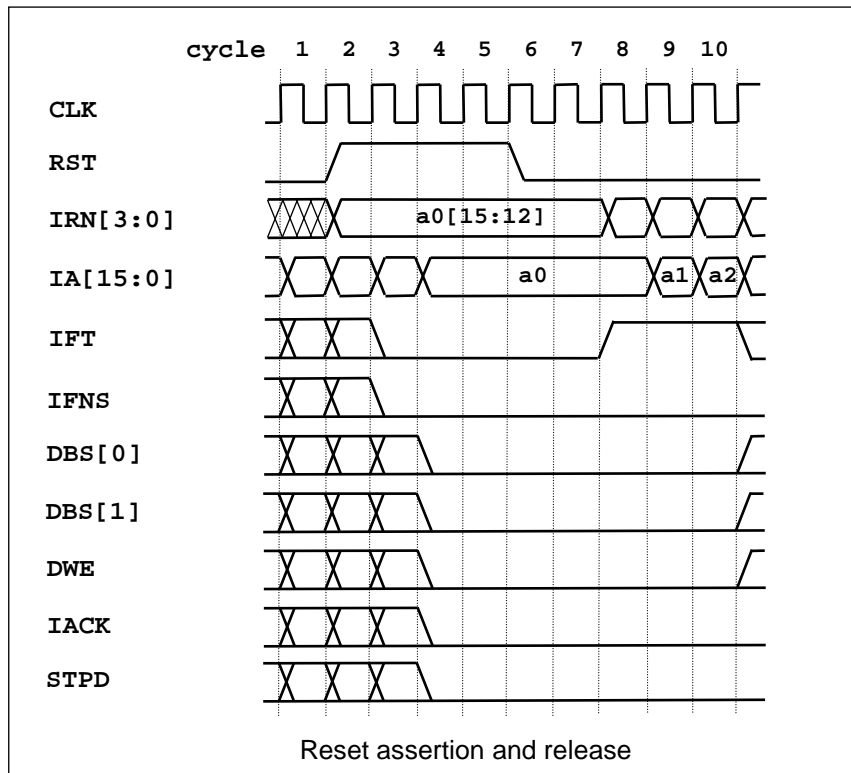 cycle 1 2 3 4 5 6 7 8 9 10
CLK
RST
IRN[3:0] a0[15:12]
IA[15:0] a0 a1 a2
IFT
IFNS
DBS[0]
DBS[1]
DWE
IACK
STPD
Reset assertion and release